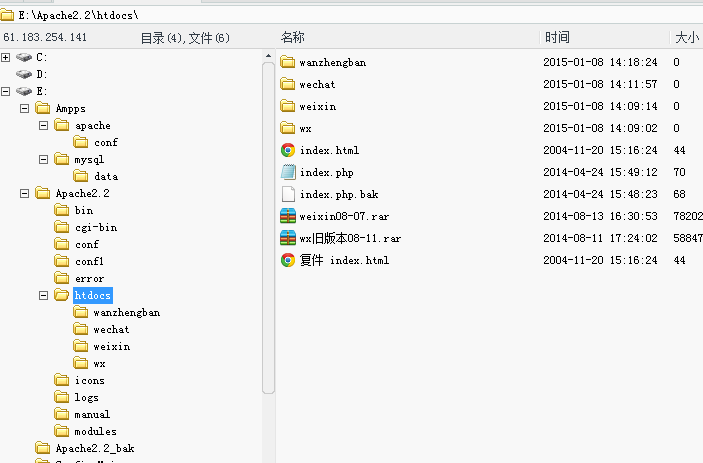 E:\Apache2.2\htdocs\
61.183.254.141 目录(4),文件(6) 名称 时间 大小
C:
D:
E:
Ampps
apache
conf
mysql
data
Apache2.2
bin
cgi-bin
conf
conf1
error
htdocs
wanzhengban
wechat
weixin
wx
icons
logs
manual
modules
Apache2.2_bak
wanzhengban 2015-01-08 14:18:24 0
wechat 2015-01-08 14:11:57 0
weixin 2015-01-08 14:09:14 0
wx 2015-01-08 14:09:02 0
index.html 2004-11-20 15:16:24 44
index.php 2014-04-24 15:49:12 70
index.php.bak 2014-04-24 15:48:23 68
weixin08-07.rar 2014-08-13 16:30:53 78202
wx旧版本08-11.rar 2014-08-11 17:24:02 58847
复件 index.html 2004-11-20 15:16:24 44